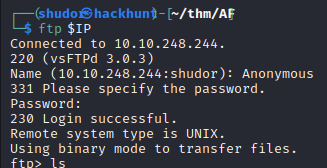 ┌──(shudor㉿hackhunt)-[~/thm/AF]
└─$ ftp $IP
Connected to 10.10.248.244.
220 (vsFTPd 3.0.3)
Name (10.10.248.244:shudor): Anonymous
331 Please specify the password.
Password:
230 Login successful.
Remote system type is UNIX.
Using binary mode to transfer files.
ftp> ls